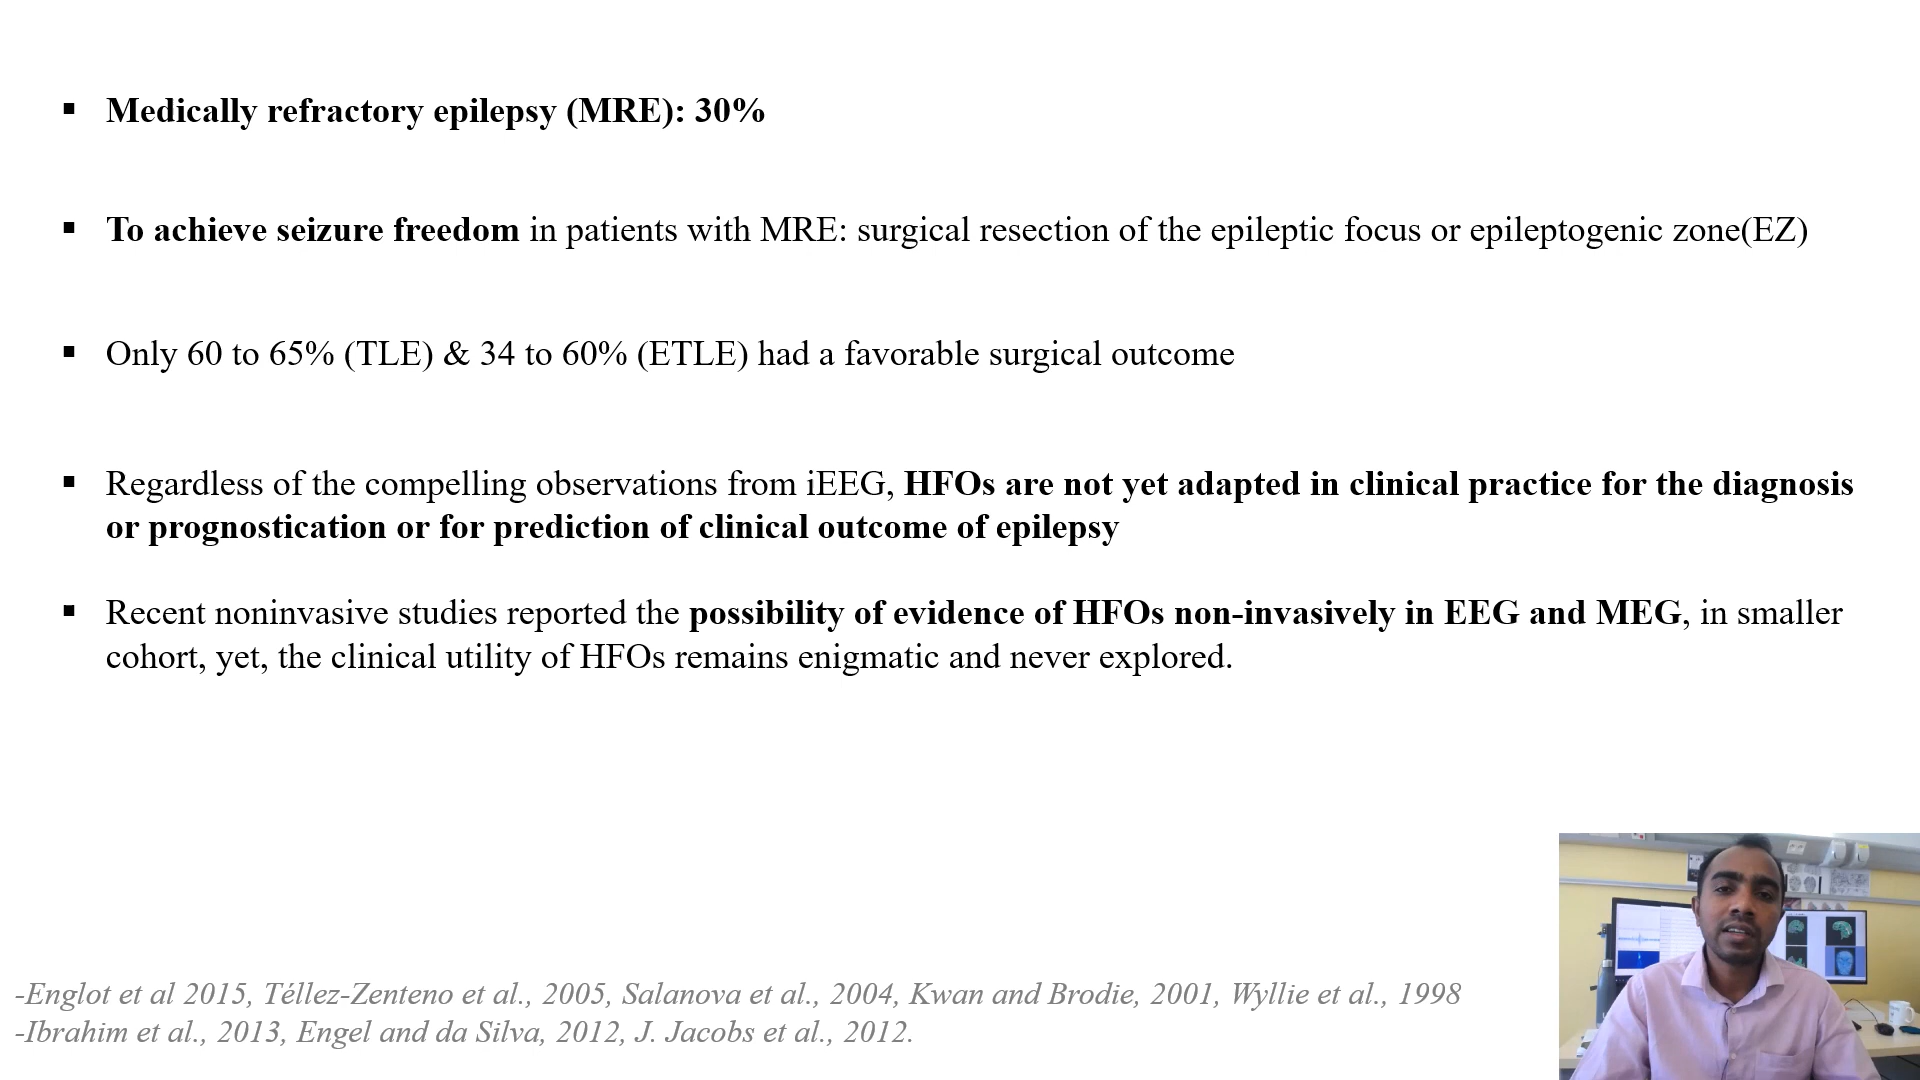 ▪ Medically refractory epilepsy (MRE): 30%
▪ To achieve seizure freedom in patients with MRE: surgical resection of the epileptic focus or epileptogenic zone(EZ)
▪ Only 60 to 65% (TLE) & 34 to 60% (ETLE) had a favorable surgical outcome
▪ Regardless of the compelling observations from iEEG, HFOs are not yet adapted in clinical practice for the diagnosis
or prognostication or for prediction of clinical outcome of epilepsy
▪ Recent noninvasive studies reported the possibility of evidence of HFOs non-invasively in EEG and MEG, in smaller
cohort, yet, the clinical utility of HFOs remains enigmatic and never explored.
-Englot et al 2015, Téllez-Zenteno et al., 2005, Salanova et al., 2004, Kwan and Brodie, 2001, Wyllie et al., 1998
-Ibrahim et al., 2013, Engel and da Silva, 2012, J. Jacobs et al., 2012.